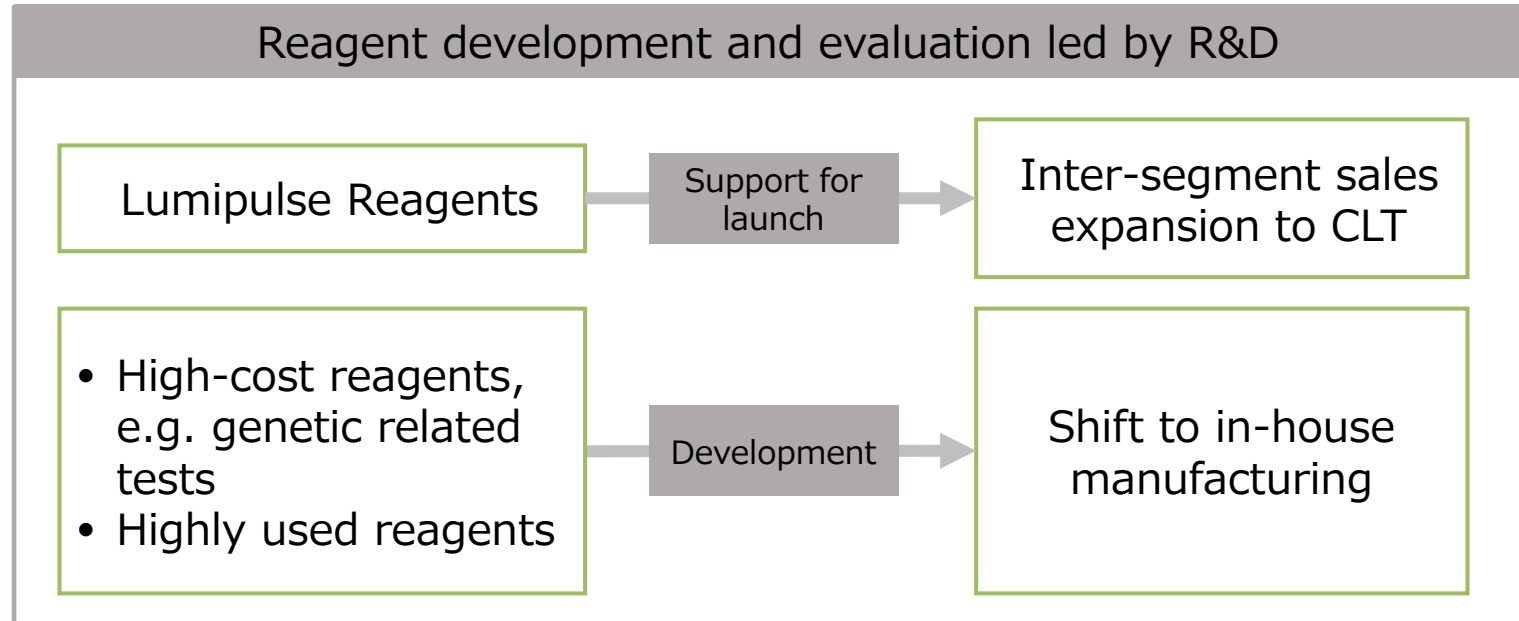 Reagent development and evaluation led by R&D
Lumipulse Reagents
Support for
launch
Inter-segment sales
expansion to CLT
• High-cost reagents,
e.g. genetic related
tests
• Highly used reagents
Development
Shift to in-house
manufacturing